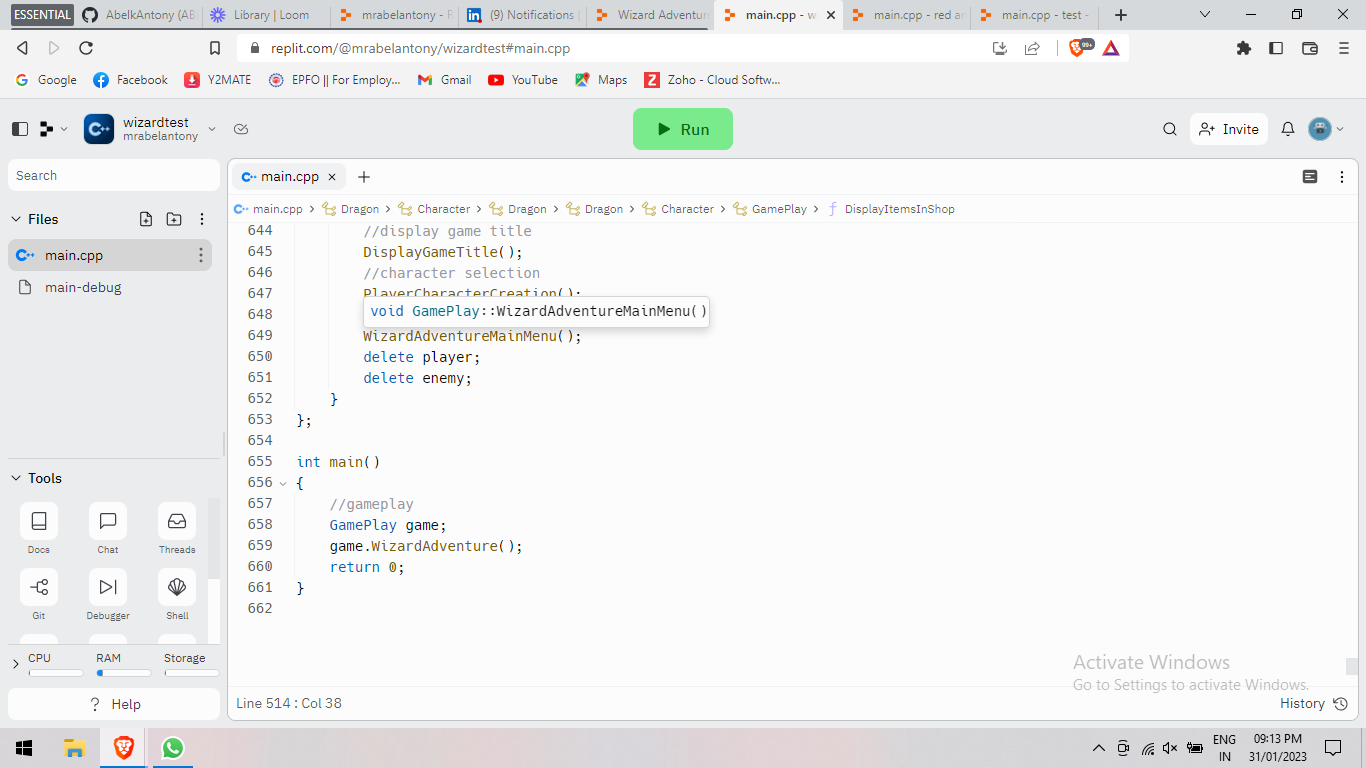 ESSENTIAL
AbelkAntony (AB
Library | Loom
mrabelantony - R
(9) Notifications |
Wizard Adventur
main.cpp - w
main.cpp - red ar
main.cpp - test -
replit.com/@mrabelantony/wizardtest#main.cpp
99+
Google
Facebook
Y2MATE
EPFO || For Employ...
Gmail
YouTube
Maps
Zoho - Cloud Softw...
wizardtest
mrabelantony
Run
Invite
Search
main.cpp
main.cpp
Dragon
Character
Dragon
Dragon
Character
GamePlay
DisplayItemsInShop
Files
main.cpp
main-debug
644 //display game title
645 DisplayGameTitle();
646 //character selection
647 PlayerCharacterCreation();
648
void GamePlay::WizardAdventureMainMenu()
649 WizardAdventureMainMenu();
650 delete player;
651 delete enemy;
652 }
653 };
654
655 int main()
656 {
657 //gameplay
658 GamePlay game;
659 game.WizardAdventure();
660 return 0;
661 }
662
Tools
Docs
Chat
Threads
Git
Debugger
Shell
CPU
RAM
Storage
? Help
Activate Windows
Go to Settings to activate Windows.
Line 514 : Col 38
History
ENG
IN
09:13 PM
31/01/2023